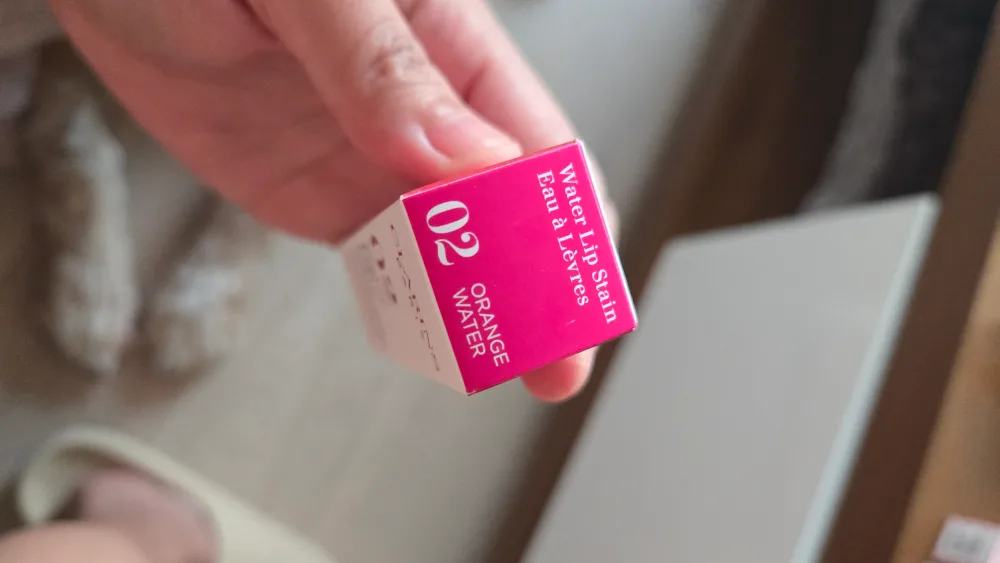 Water Lip Stain
Eau à Lèvres
02
ORANGE
WATER